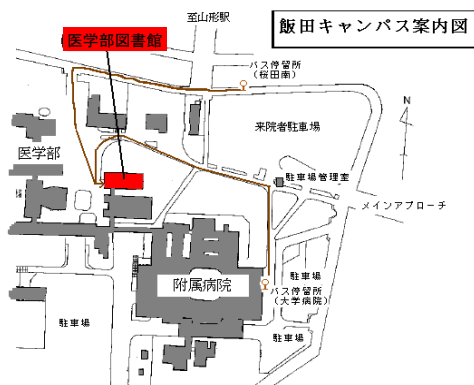 飯田キャンパス案内図
至山形駅
医学部図書館
バス停留所
(桜田南)
N
来院者駐車場
医学部
駐車場管理室
メインアプローチ
附属病院
駐車場
バス停留所
(大学病院)
駐車場
駐車場